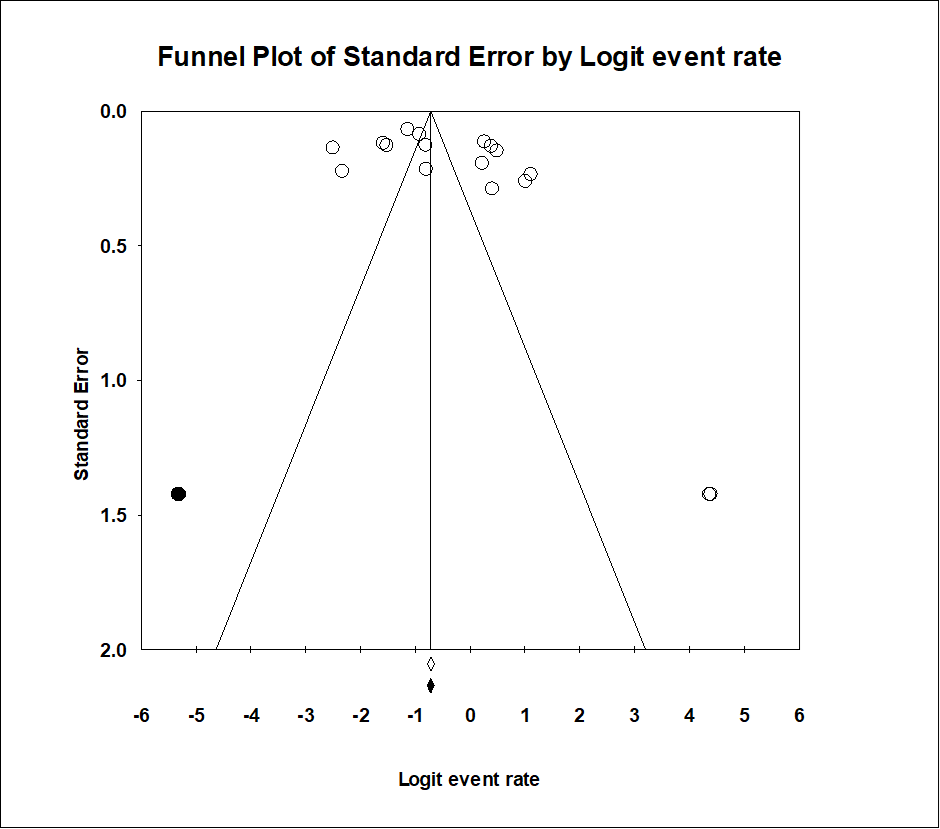 Funnel Plot of Standard Error by Logit event rate
0.0
0.5
1.0
1.5
2.0
Standard Error
-6 -5 -4 -3 -2 -1 0 1 2 3 4 5 6
Logit event rate